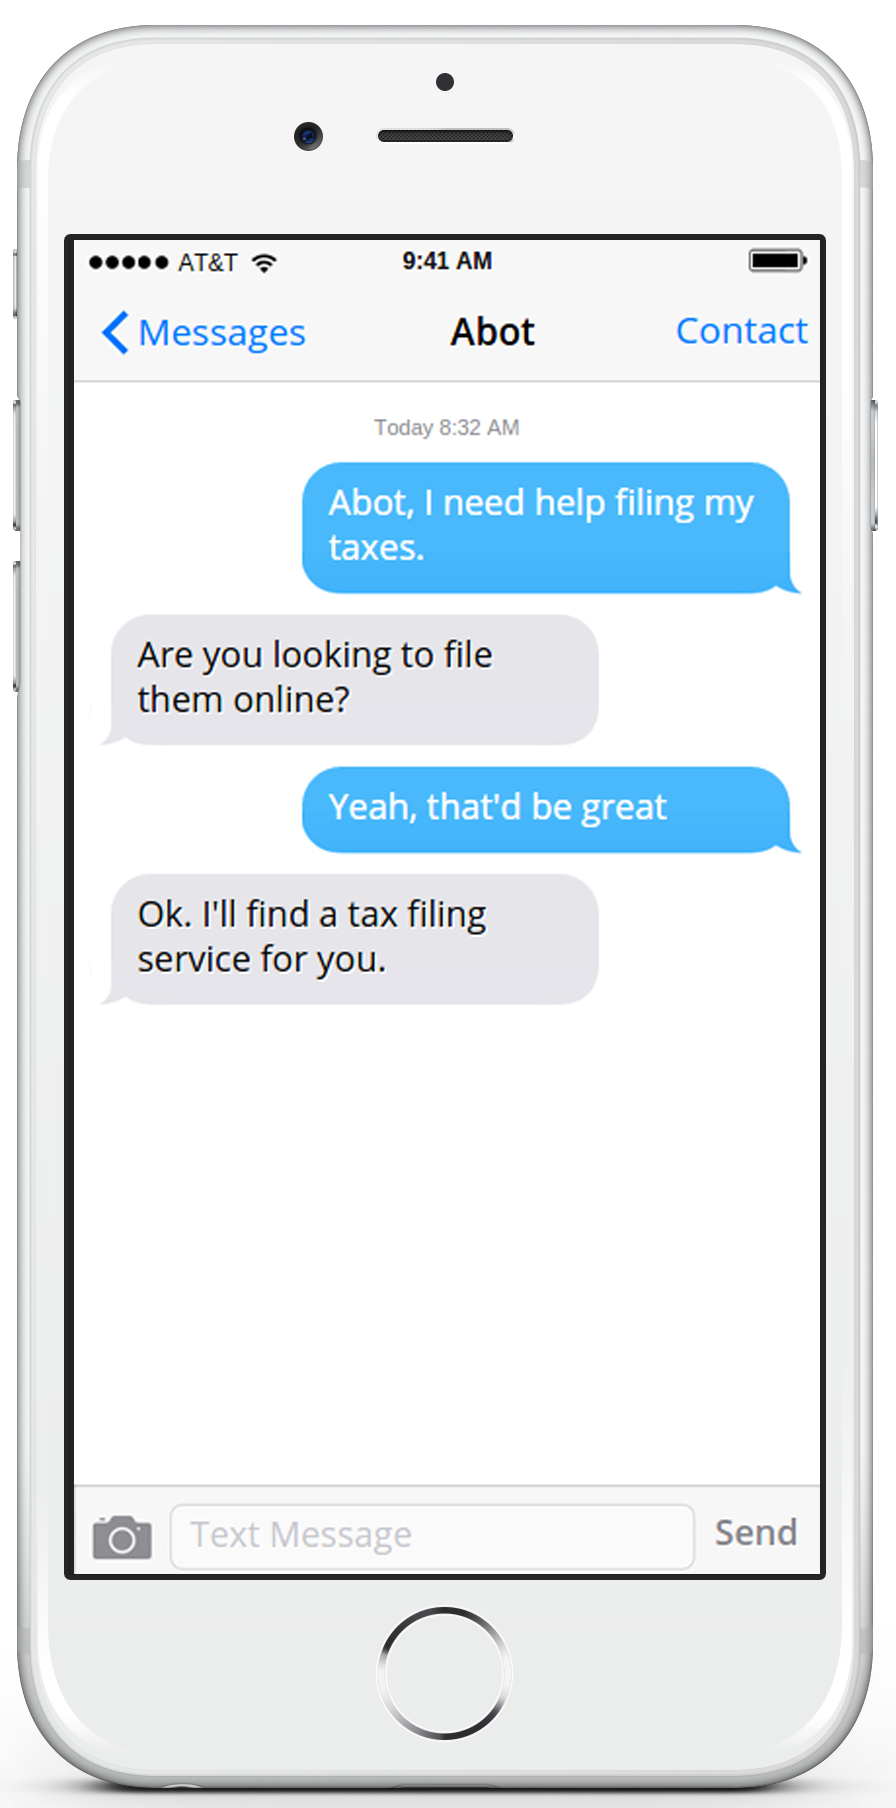 AT&T
9:41 AM
Messages
Abot
Contact
Today 8:32 AM
Abot, I need help filing my
taxes.
Are you looking to file
them online?
Yeah, that'd be great
Ok. I'll find a tax filing
service for you.
Text Message
Send